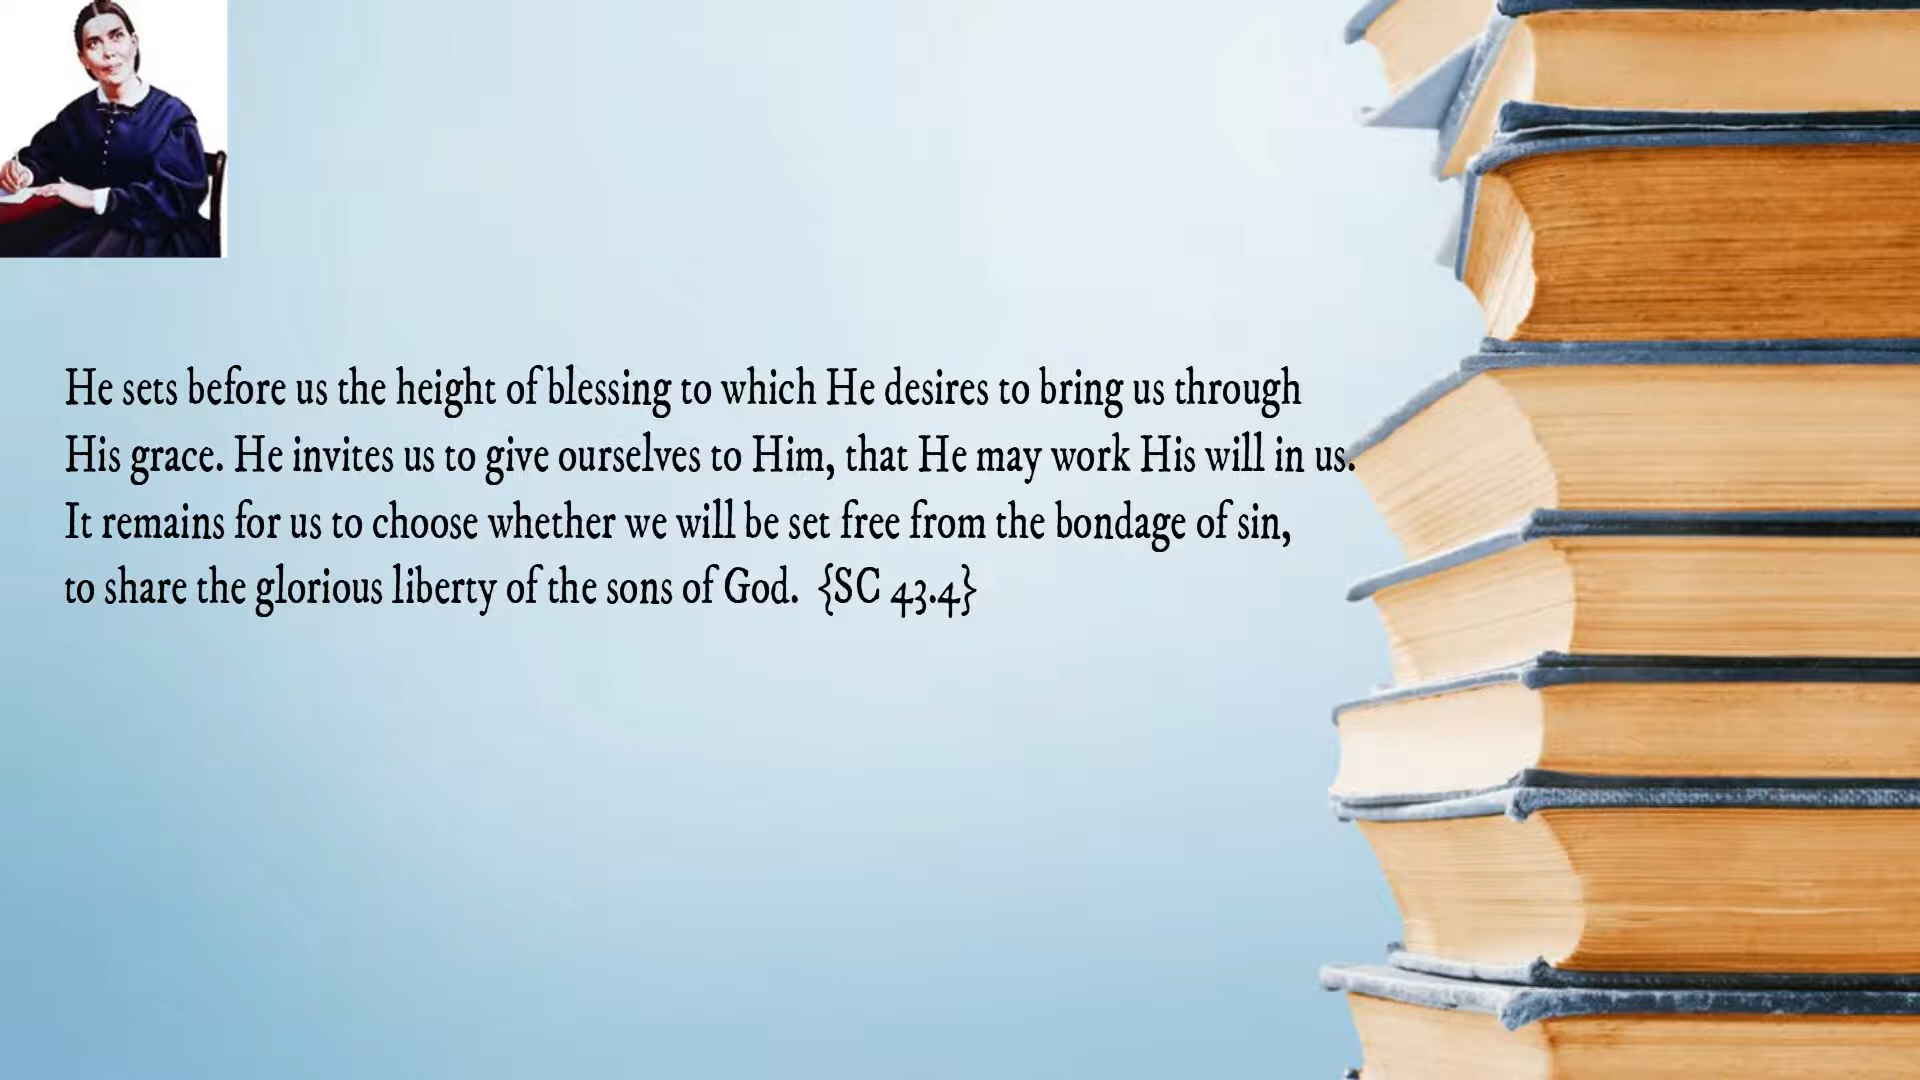 He sets before us the height of blessing to which He desires to bring us through
His grace. He invites us to give ourselves to Him, that He may work His will in us.
It remains for us to choose whether we will be set free from the bondage of sin,
to share the glorious liberty of the sons of God.  {SC 43.4}